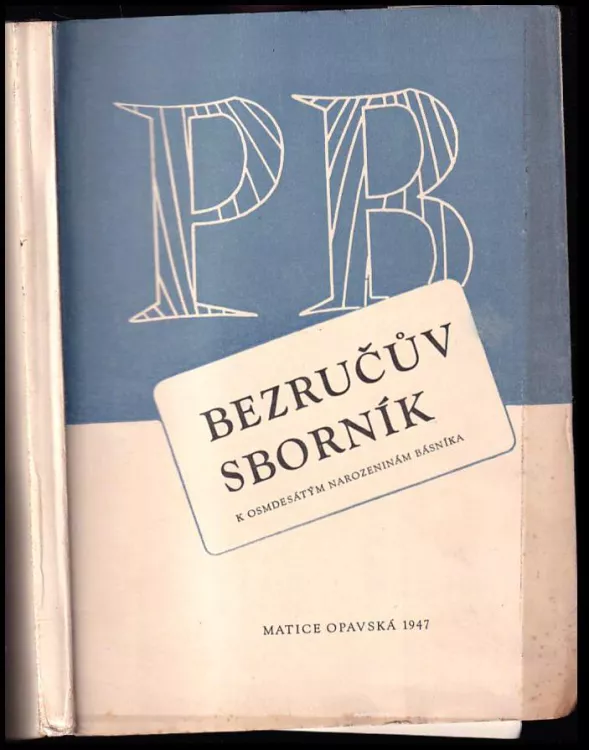 PB
BEZRUČŮV
SBORNÍK
K OSMDESÁTÝM NAROZENINÁM BÁSNÍKA
MATICE OPAVSKÁ 1947